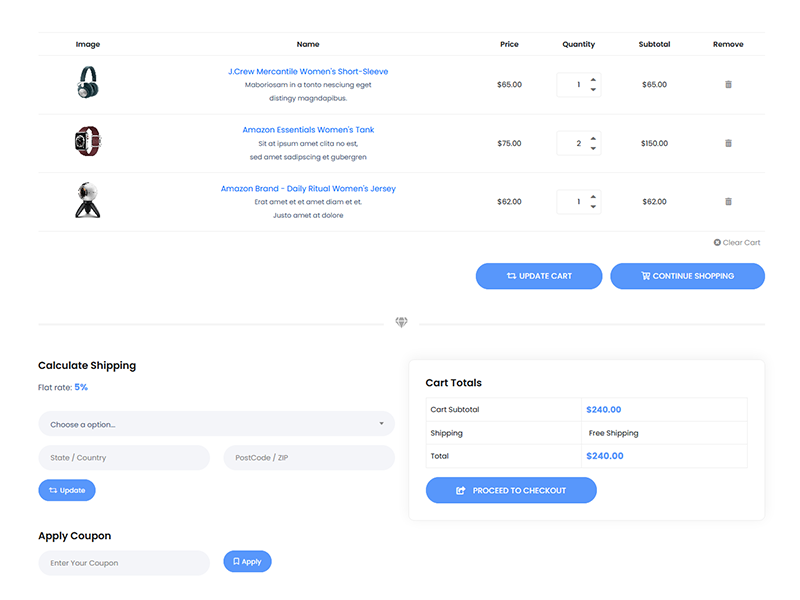 Image Name Price Quantity Subtotal Remove
J.Crew Mercantile Women's Short-Sleeve
Maboriosam in a tonto nesciung eget
distingy magndapibus.
$65.00 1 $65.00
Amazon Essentials Women's Tank
Sit at ipsum amet clita no est,
sed amet sadipscing et gubergren
$75.00 2 $150.00
Amazon Brand - Daily Ritual Women's Jersey
Erat amet et et amet diam et et.
Justo amet at dolore
$62.00 1 $62.00
Clear Cart
UPDATE CART CONTINUE SHOPPING
Calculate Shipping
Flat rate: 5%
Choose a option...
State / Country PostCode / ZIP
Update
Apply Coupon
Enter Your Coupon Apply
Cart Totals
Cart Subtotal $240.00
Shipping Free Shipping
Total $240.00
PROCEED TO CHECKOUT